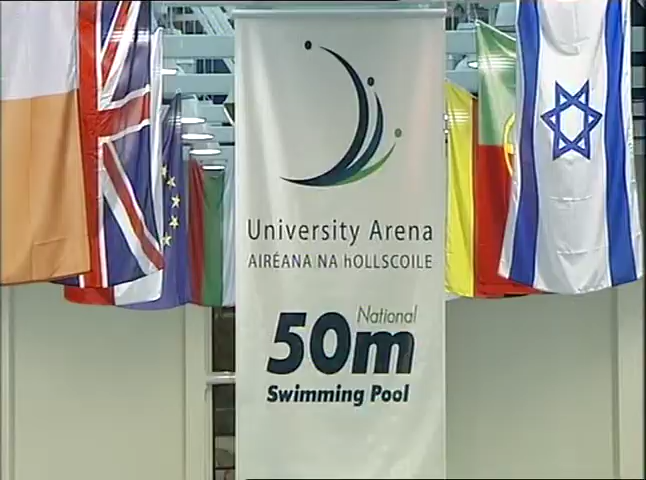 University Arena
AIRÉANA NA hOLLSCOILE
National
50m
Swimming Pool